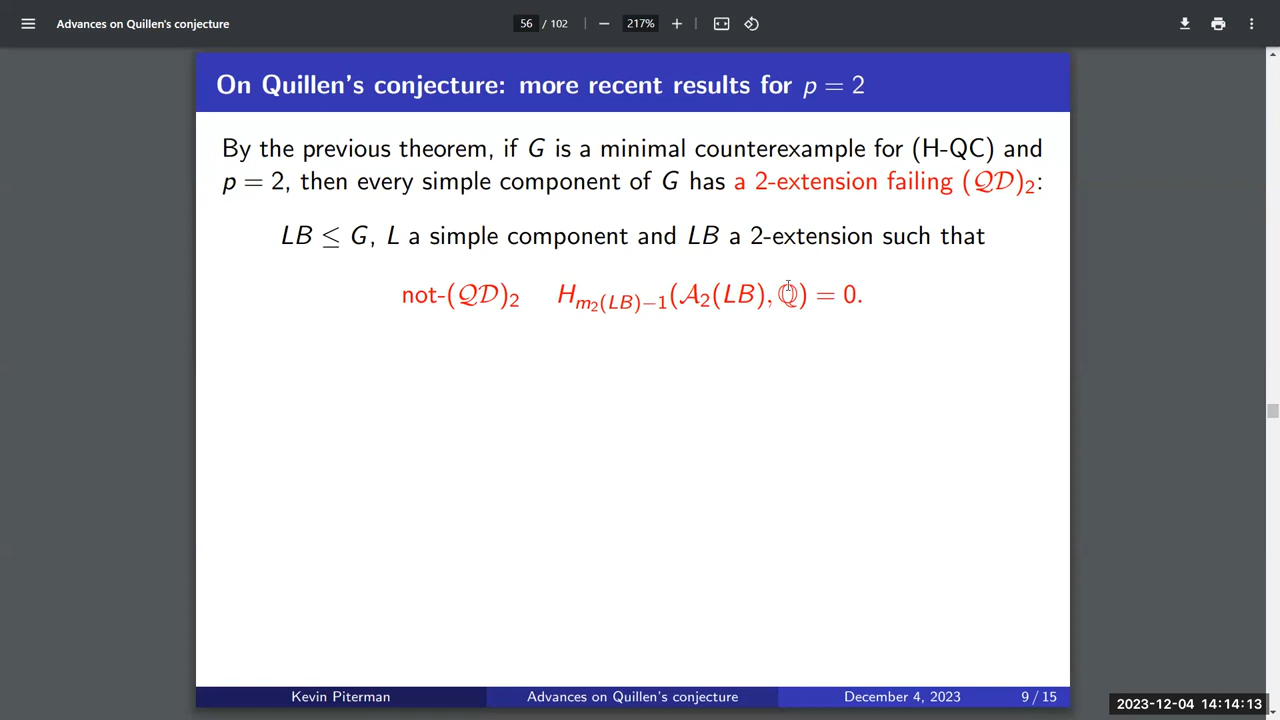 Advances on Quillen's conjecture
56 / 102
217%
On Quillen's conjecture: more recent results for p = 2
By the previous theorem, if G is a minimal counterexample for (H-QC) and
p = 2, then every simple component of G has a 2-extension failing (𝒬𝒟)₂:
LB ≤ G, L a simple component and LB a 2-extension such that
not-(𝒬𝒟)₂ H_{m₂(LB)−1}(𝒜₂(LB), ℚ) = 0.
Kevin Piterman
Advances on Quillen's conjecture
December 4, 2023
9 / 15
2023-12-04 14:14:13